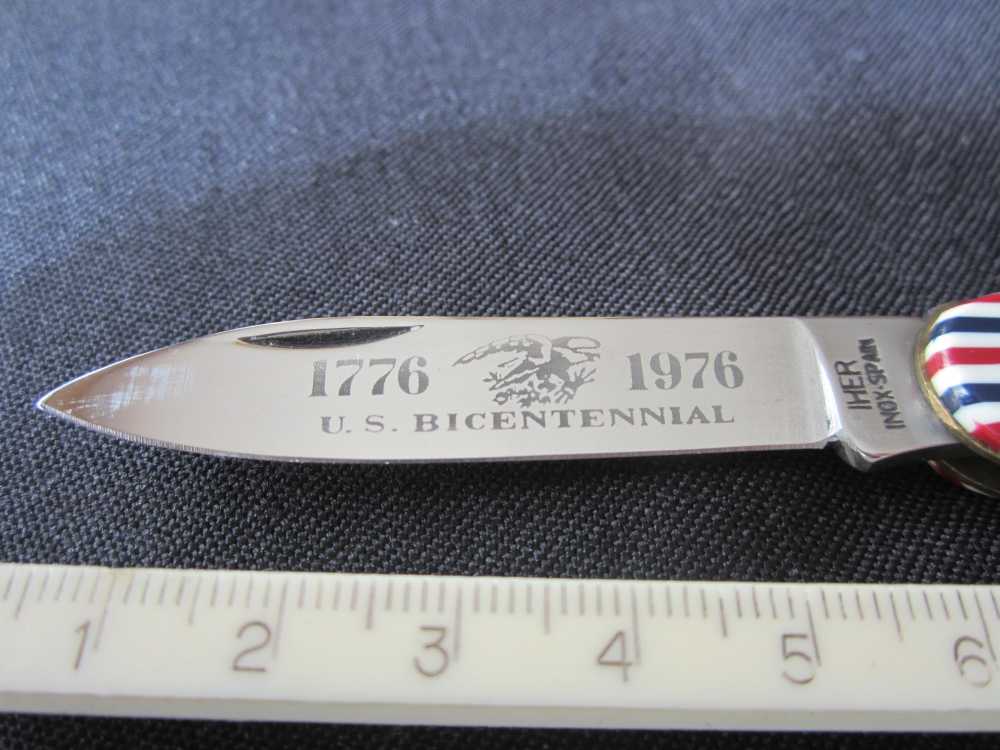 1776 1976
U. S. BICENTENNIAL
IHER
INOX-SPAIN
1 2 3 4 5 6